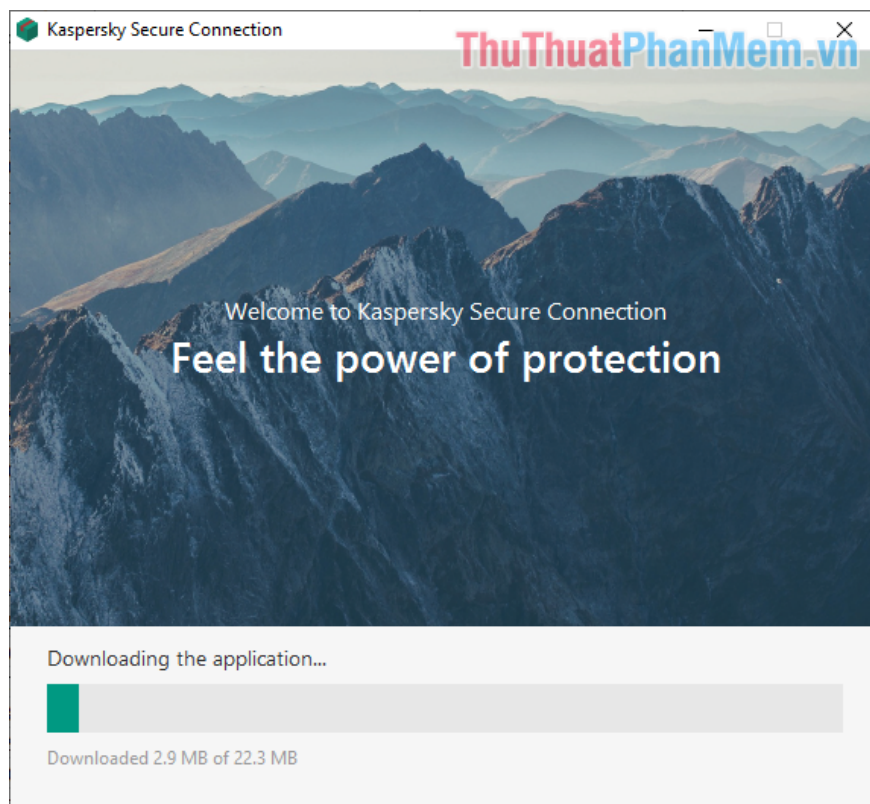 Kaspersky Secure Connection
ThuThuatPhanMem.vn
Welcome to Kaspersky Secure Connection
Feel the power of protection
Downloading the application...
Downloaded 2.9 MB of 22.3 MB